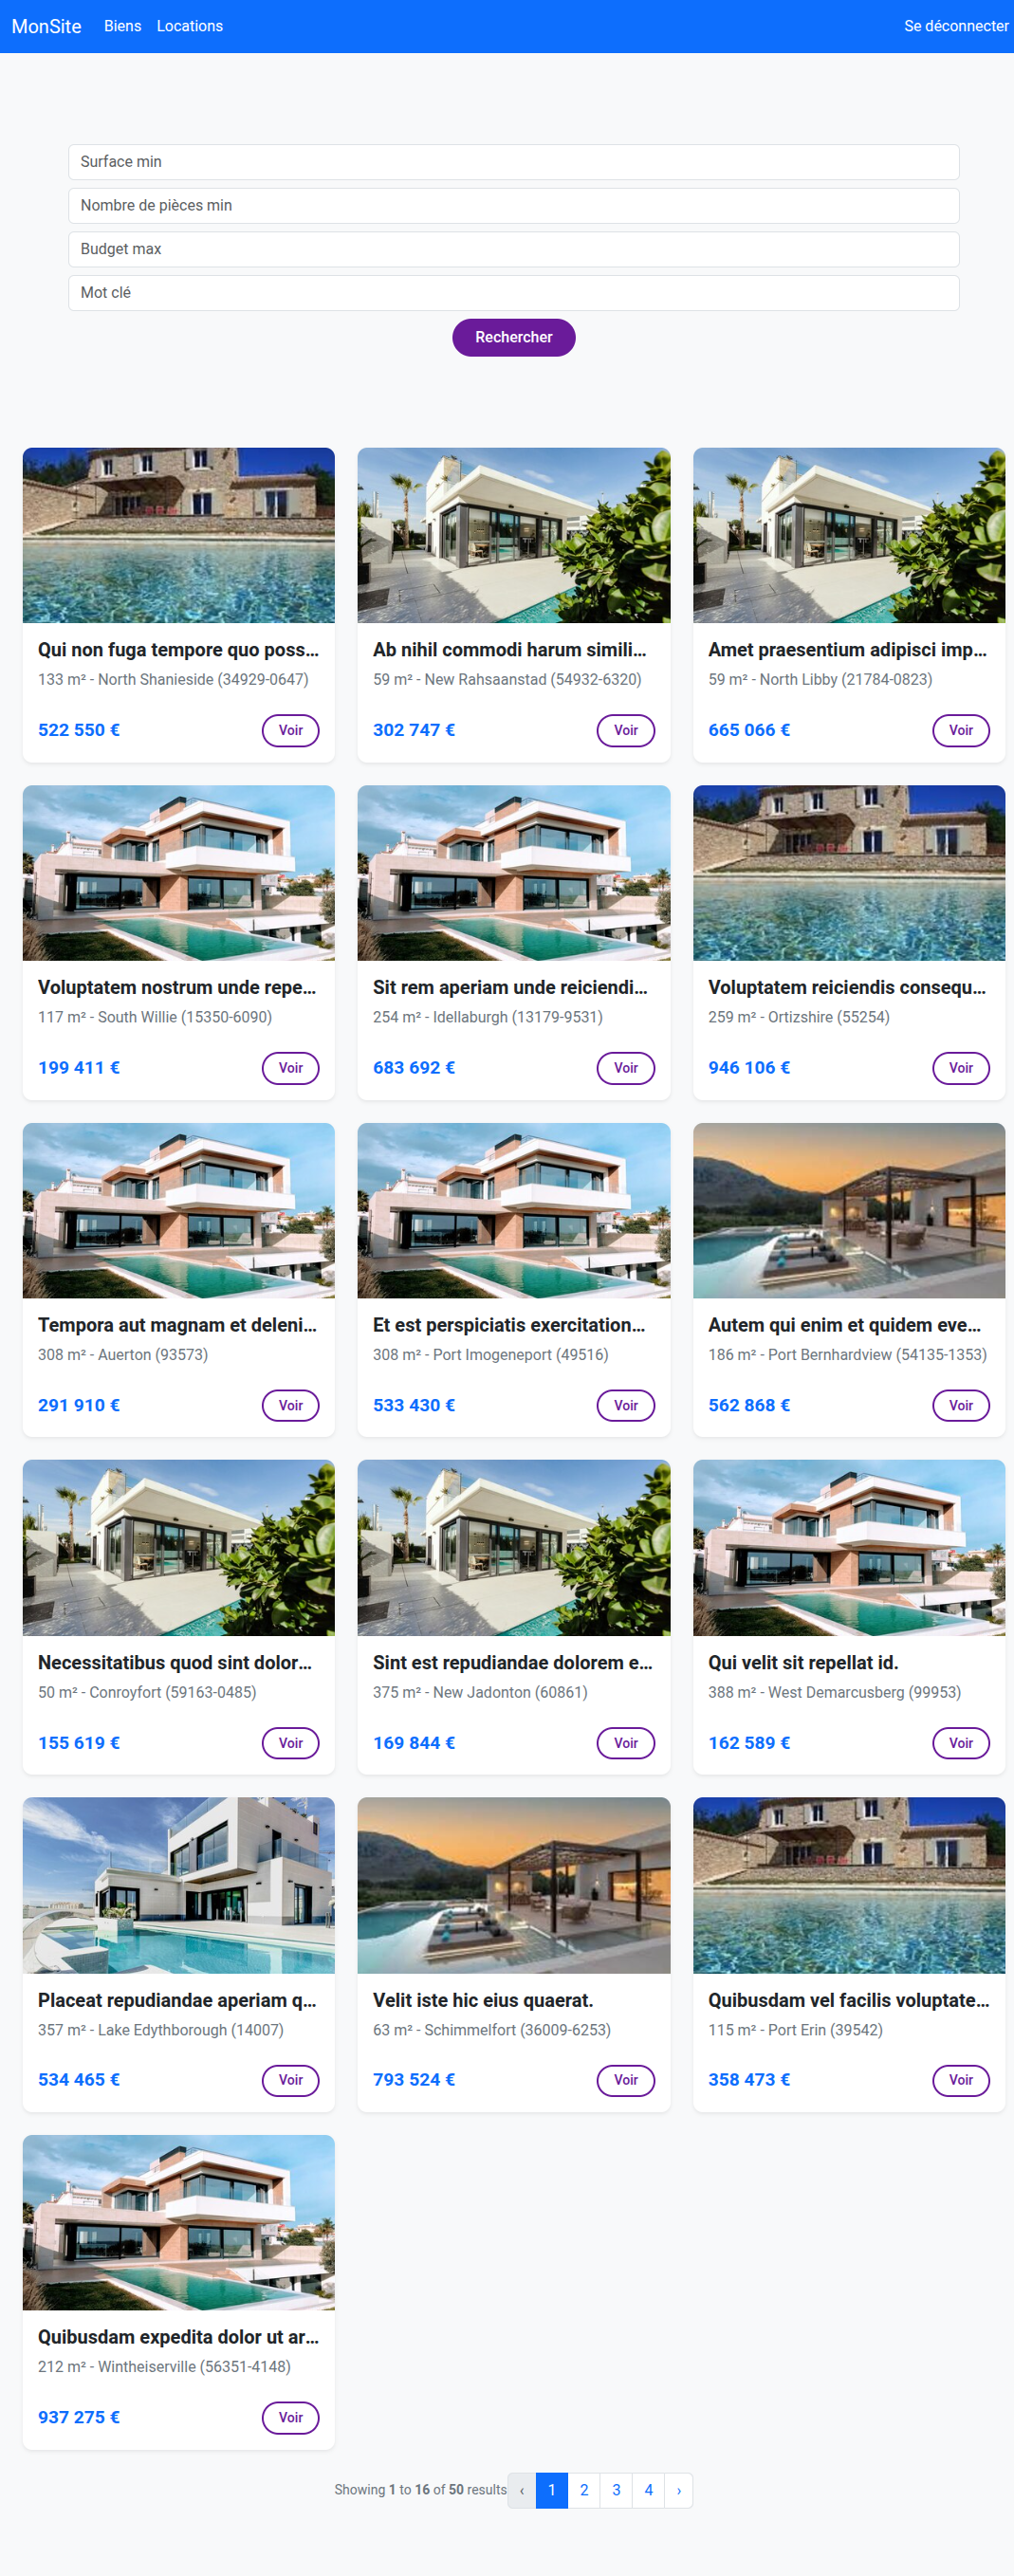 MonSite Biens Locations Se déconnecter
Surface min
Nombre de pièces min
Budget max
Mot clé
Rechercher
Qui non fuga tempore quo poss...
133 m² - North Shanieside (34929-0647)
522 550 € Voir
Ab nihil commodi harum simili...
59 m² - New Rahsaanstad (54932-6320)
302 747 € Voir
Amet praesentium adipisci imp...
59 m² - North Libby (21784-0823)
665 066 € Voir
Voluptatem nostrum unde repe...
117 m² - South Willie (15350-6090)
199 411 € Voir
Sit rem aperiam unde reiciendi...
254 m² - Idellaburgh (13179-9531)
683 692 € Voir
Voluptatem reiciendis consequ...
259 m² - Ortizshire (55254)
946 106 € Voir
Tempora aut magnam et deleni...
308 m² - Auerton (93573)
291 910 € Voir
Et est perspiciatis exercitation...
308 m² - Port Imogeneport (49516)
533 430 € Voir
Autem qui enim et quidem eve...
186 m² - Port Bernhardview (54135-1353)
562 868 € Voir
Necessitatibus quod sint dolor...
50 m² - Conroyfort (59163-0485)
155 619 € Voir
Sint est repudiandae dolorem e...
375 m² - New Jadonton (60861)
169 844 € Voir
Qui velit sit repellat id.
388 m² - West Demarcusberg (99953)
162 589 € Voir
Placeat repudiandae aperiam q...
357 m² - Lake Edythborough (14007)
534 465 € Voir
Velit iste hic eius quaerat.
63 m² - Schimmelfort (36009-6253)
793 524 € Voir
Quibusdam vel facilis voluptate...
115 m² - Port Erin (39542)
358 473 € Voir
Quibusdam expedita dolor ut ar...
212 m² - Wintheiserville (56351-4148)
937 275 € Voir
Showing 1 to 16 of 50 results ‹ 1 2 3 4 ›